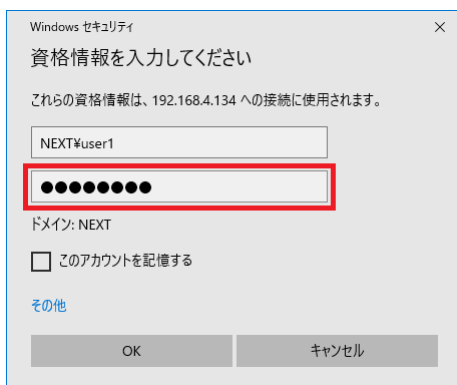 Windows セキュリティ
資格情報を入力してください
これらの資格情報は、192.168.4.134 への接続に使用されます。
NEXT¥user1
●●●●●●●●
ドメイン: NEXT
このアカウントを記憶する
その他
OK キャンセル